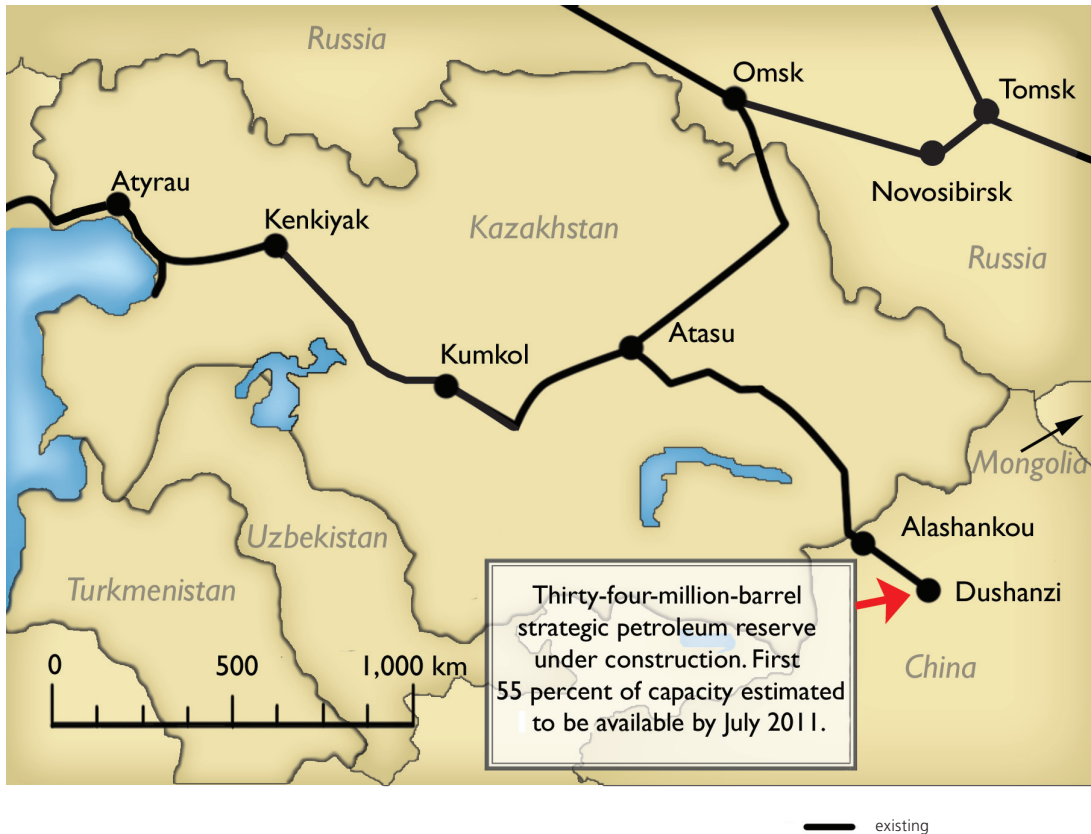 Russia
Omsk
Tomsk
Atyrau
Novosibirsk
Kenkiyak
Kazakhstan
Russia
Atasu
Kumkol
Mongolia
Alashankou
Uzbekistan
Turkmenistan
Dushanzi
Thirty-four-million-barrel
strategic petroleum reserve
under construction. First
55 percent of capacity estimated
to be available by July 2011.
0 500 1,000 km
China
existing